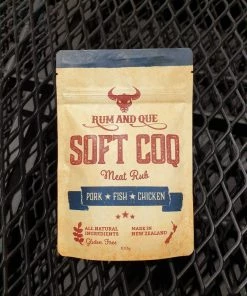 RUM AND QUE
SOFT COQ
Meat Rub
PORK ★ FISH ★ CHICKEN
ALL NATURAL
INGREDIENTS
Gluten Free
MADE IN
NEW ZEALAND